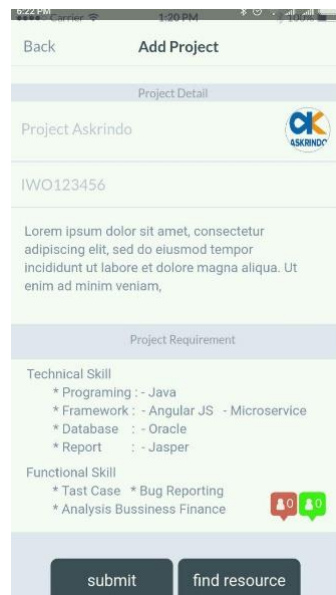 6:22 PM
Carrier 1:20 PM 100%
Back Add Project
Project Detail
Project Askrindo
OK
ASKRINDO
IWO123456
Lorem ipsum dolor sit amet, consectetur
adipiscing elit, sed do eiusmod tempor
incididunt ut labore et dolore magna aliqua. Ut
enim ad minim veniam,
Project Requirement
Technical Skill
* Programing : - Java
* Framework : - Angular JS - Microservice
* Database : - Oracle
* Report : - Jasper
Functional Skill
* Tast Case * Bug Reporting
* Analysis Bussiness Finance
0 0
submit find resource